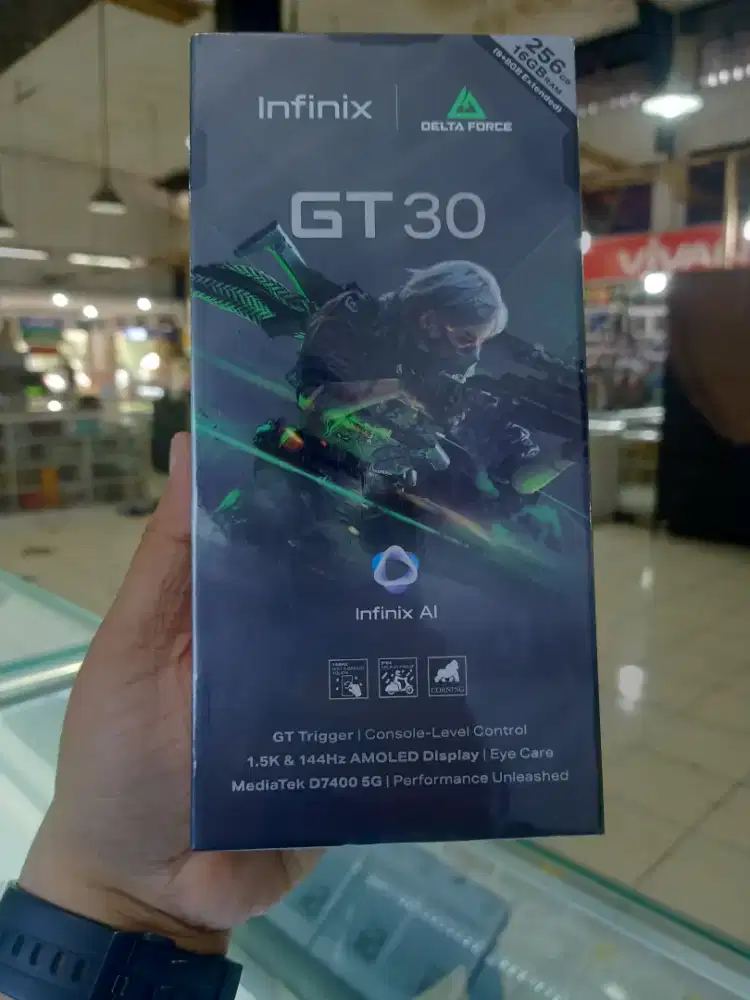 256GB
16GB RAM
(8+8GB Extended)
Infinix
DELTA FORCE
GT 30
Infinix AI
CORNING
GT Trigger | Console-Level Control
1.5K & 144Hz AMOLED Display | Eye Care
MediaTek D7400 5G | Performance Unleashed